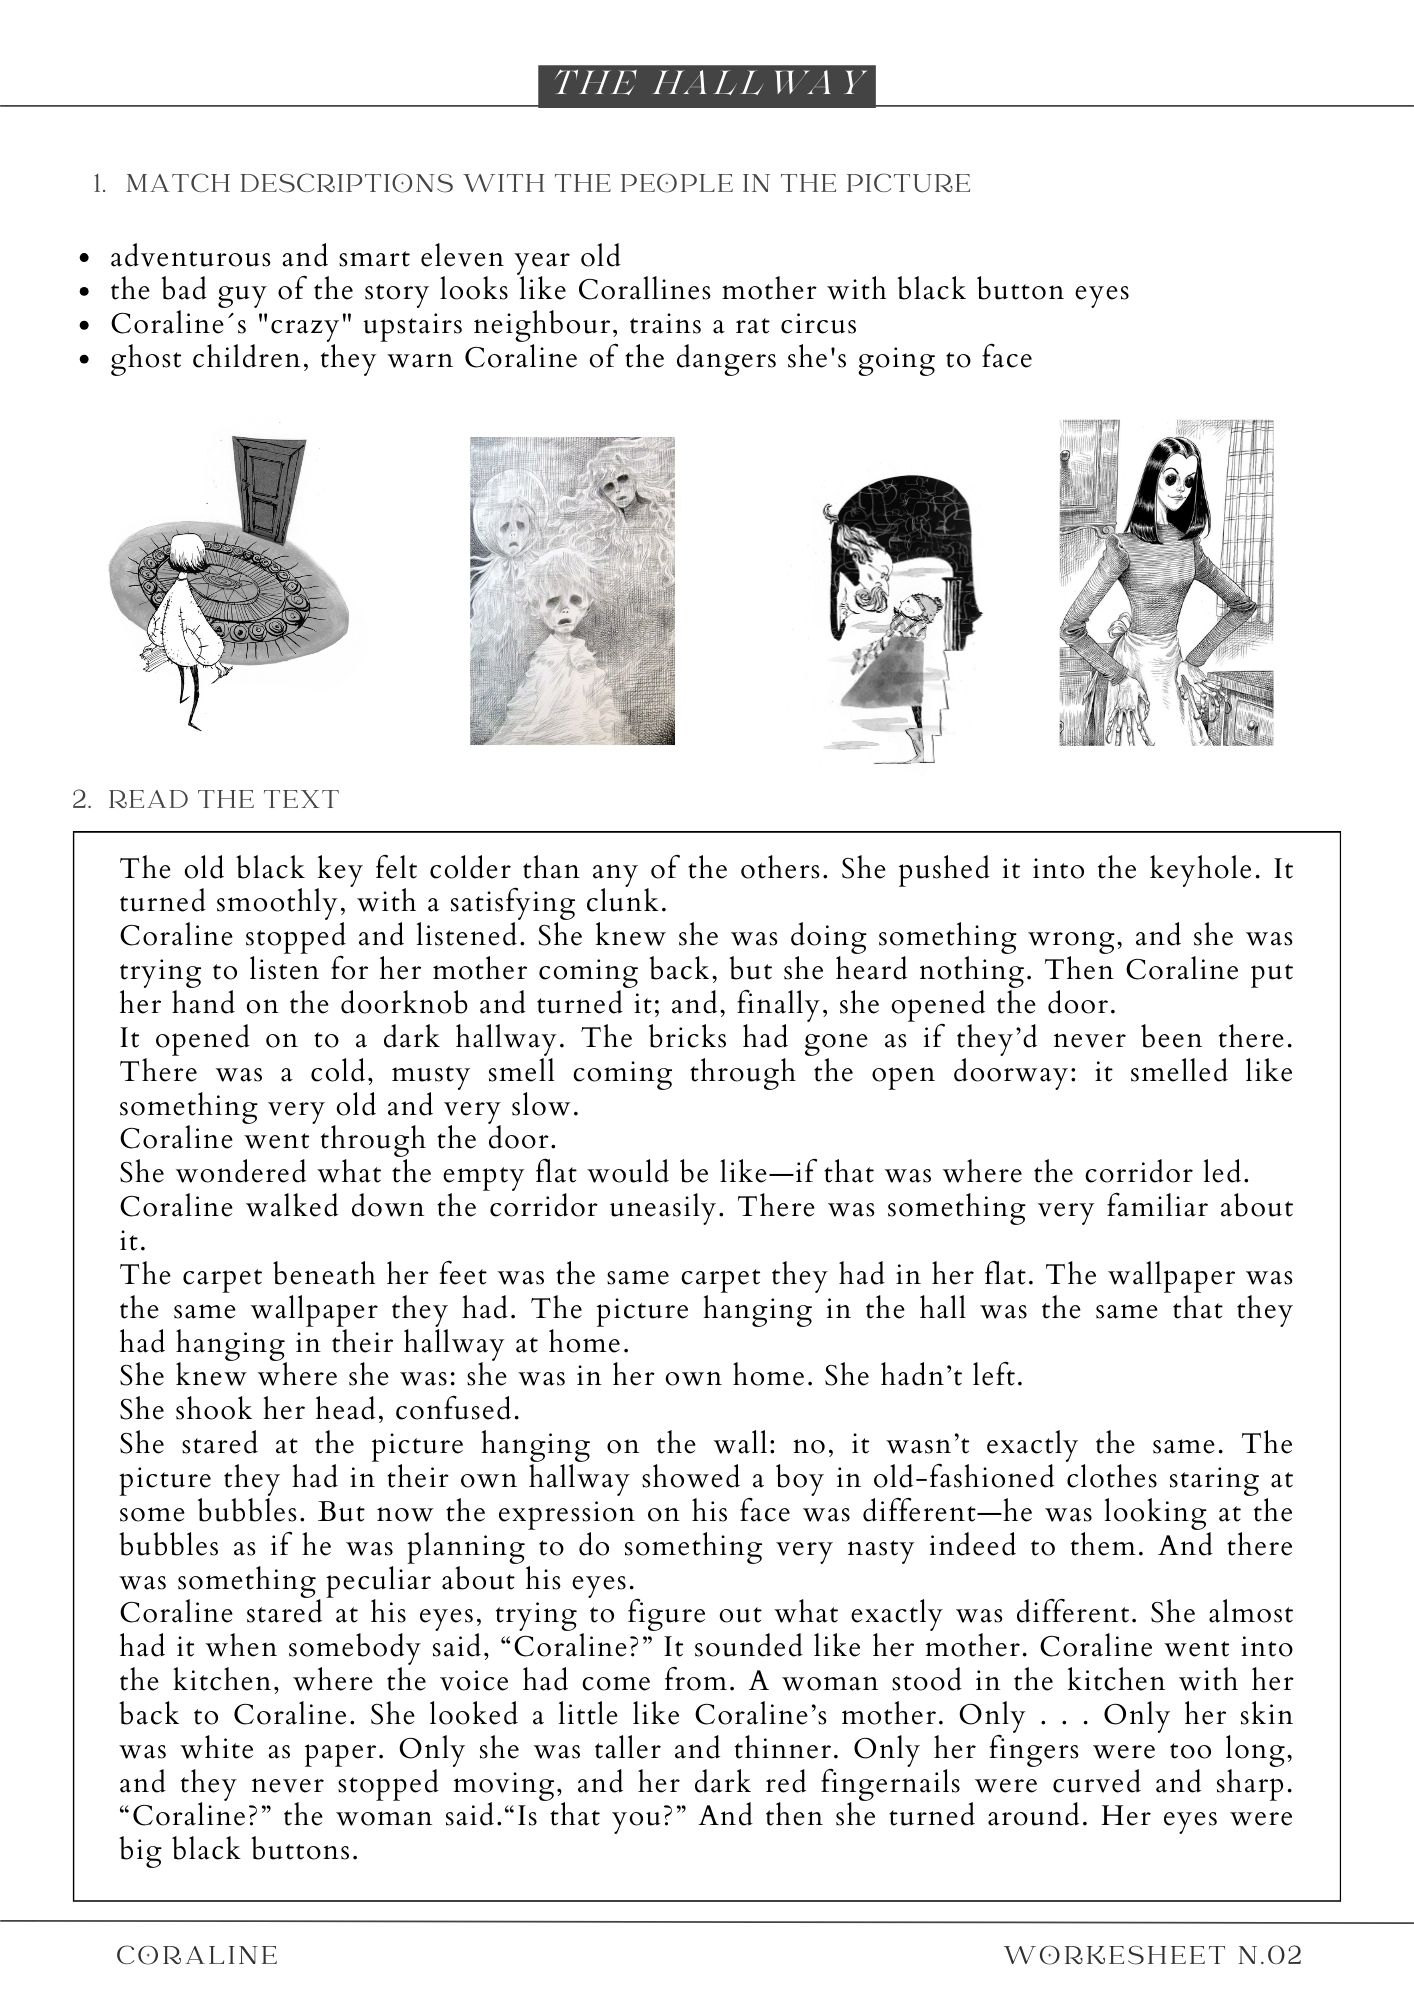 THE HALLWAY
1. MATCH DESCRIPTIONS WITH THE PEOPLE IN THE PICTURE
• adventurous and smart eleven year old
• the bad guy of the story looks like Corallines mother with black button eyes
• Coraline´s "crazy" upstairs neighbour, trains a rat circus
• ghost children, they warn Coraline of the dangers she's going to face
2. READ THE TEXT
The old black key felt colder than any of the others. She pushed it into the keyhole. It
turned smoothly, with a satisfying clunk.
Coraline stopped and listened. She knew she was doing something wrong, and she was
trying to listen for her mother coming back, but she heard nothing. Then Coraline put
her hand on the doorknob and turned it; and, finally, she opened the door.
It opened on to a dark hallway. The bricks had gone as if they’d never been there.
There was a cold, musty smell coming through the open doorway: it smelled like
something very old and very slow.
Coraline went through the door.
She wondered what the empty flat would be like—if that was where the corridor led.
Coraline walked down the corridor uneasily. There was something very familiar about
it.
The carpet beneath her feet was the same carpet they had in her flat. The wallpaper was
the same wallpaper they had. The picture hanging in the hall was the same that they
had hanging in their hallway at home.
She knew where she was: she was in her own home. She hadn’t left.
She shook her head, confused.
She stared at the picture hanging on the wall: no, it wasn’t exactly the same. The
picture they had in their own hallway showed a boy in old-fashioned clothes staring at
some bubbles. But now the expression on his face was different—he was looking at the
bubbles as if he was planning to do something very nasty indeed to them. And there
was something peculiar about his eyes.
Coraline stared at his eyes, trying to figure out what exactly was different. She almost
had it when somebody said, “Coraline?” It sounded like her mother. Coraline went into
the kitchen, where the voice had come from. A woman stood in the kitchen with her
back to Coraline. She looked a little like Coraline’s mother. Only . . . Only her skin
was white as paper. Only she was taller and thinner. Only her fingers were too long,
and they never stopped moving, and her dark red fingernails were curved and sharp.
“Coraline?” the woman said.“Is that you?” And then she turned around. Her eyes were
big black buttons.
CORALINE
WORKESHEET N.02